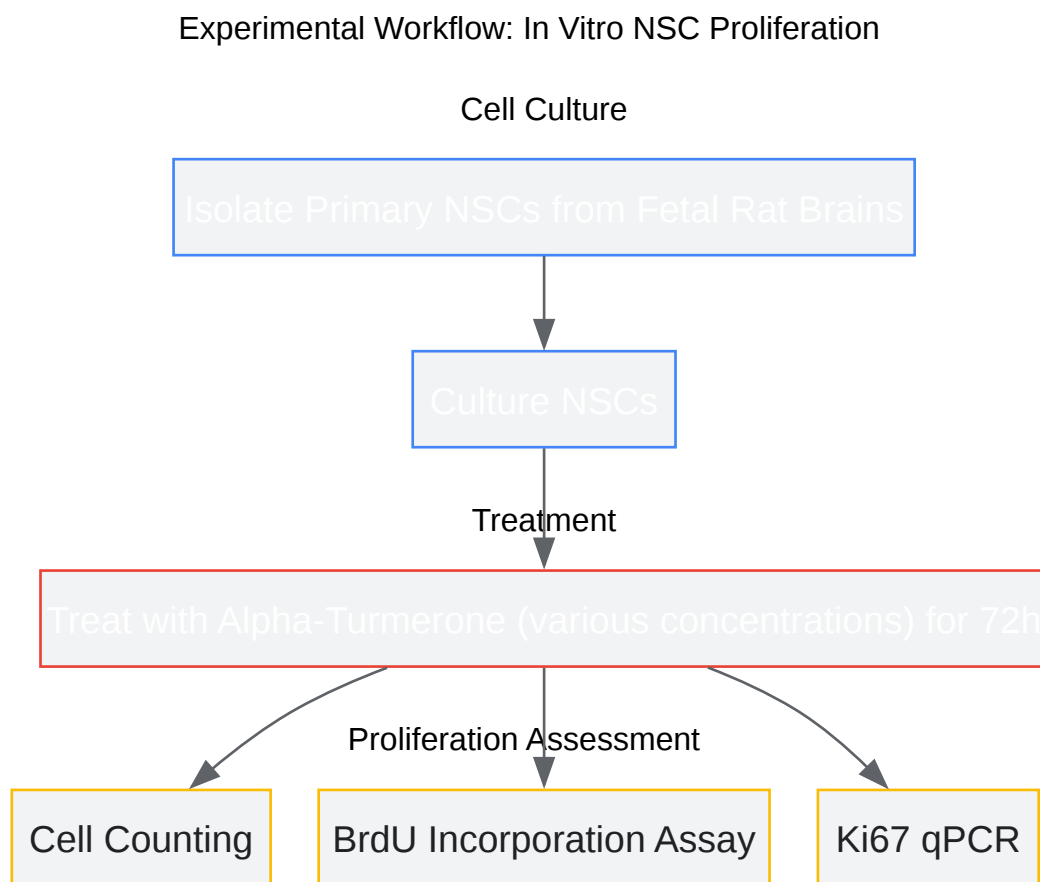 Experimental Workflow: In Vitro NSC Proliferation
Cell Culture
Isolate Primary NSCs from Fetal Rat Brains
Culture NSCs
Treatment
Treat with Alpha-Turmerone (various concentrations) for 72h
Proliferation Assessment
Cell Counting
BrdU Incorporation Assay
Ki67 qPCR